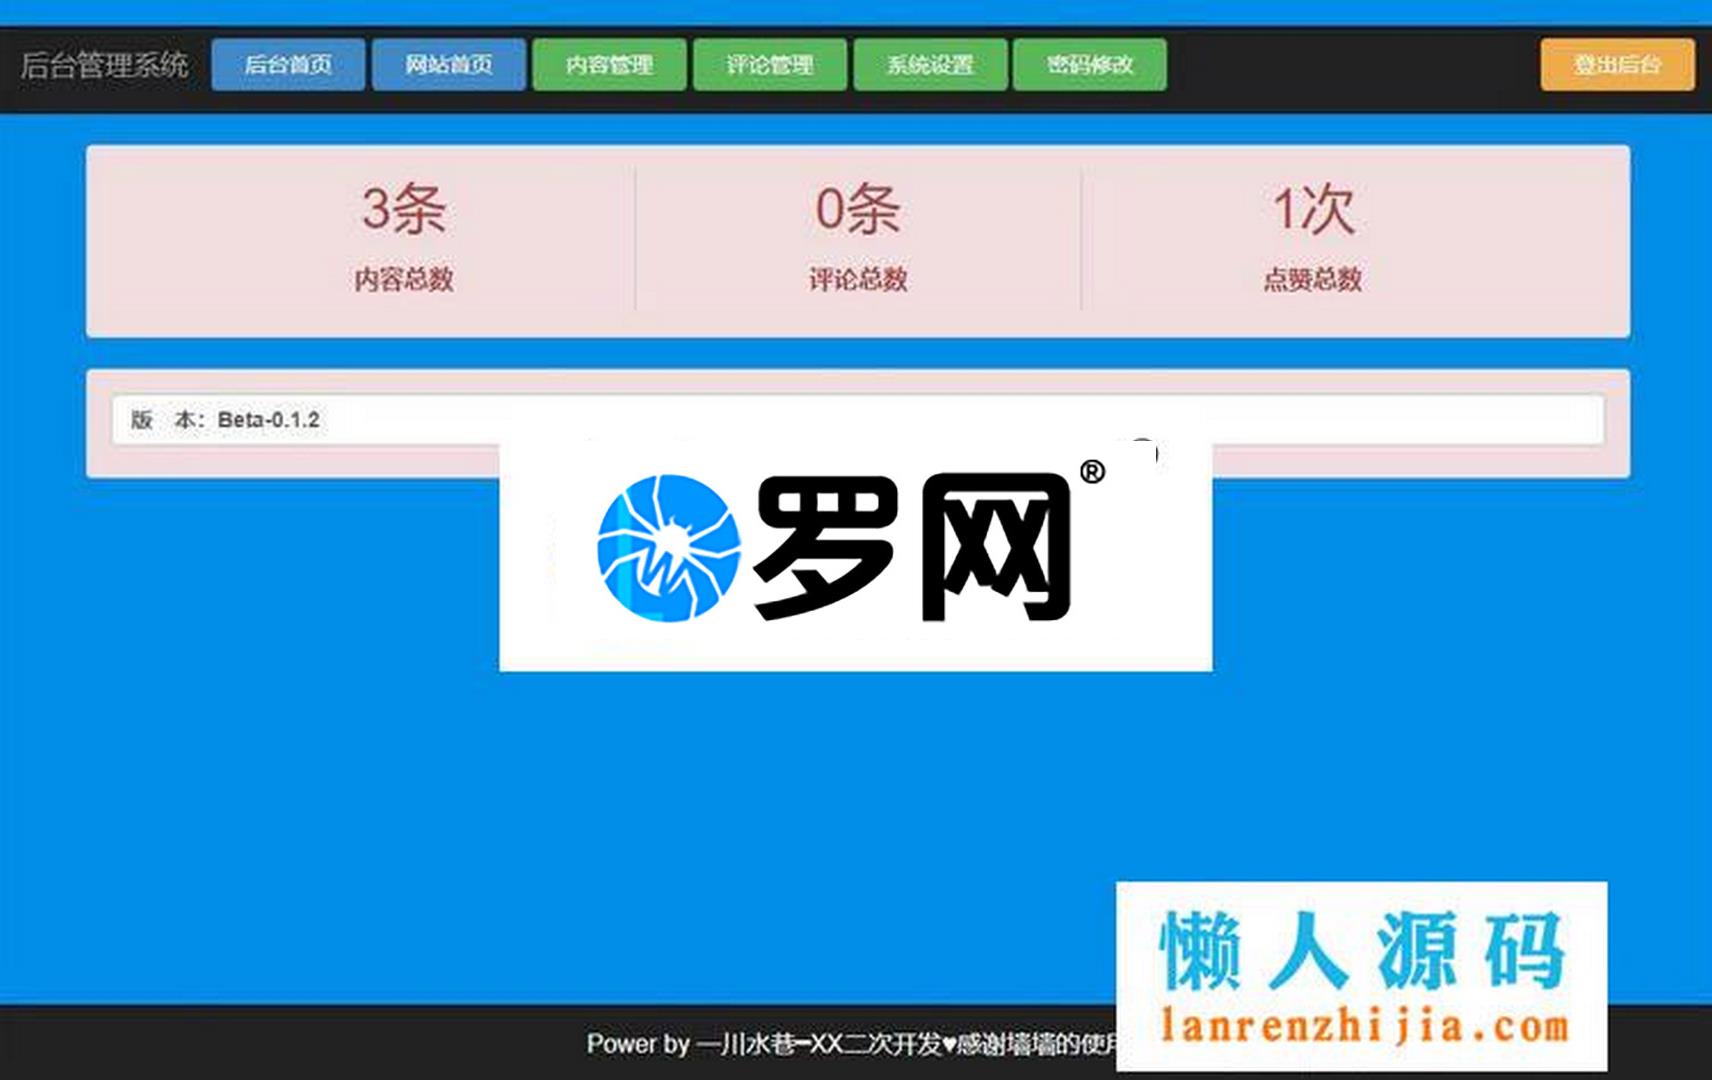 后台管理系统 后台首页 网站首页 内容管理 评论管理 系统设置 密码修改 登出后台
3条 0条 1次
内容总数 评论总数 点赞总数
版 本：Beta-0.1.2
罗网®
懒人源码
lanrenzhijia.com
Power by 一川水巷━XX二次开发♥感谢墙墙的使用